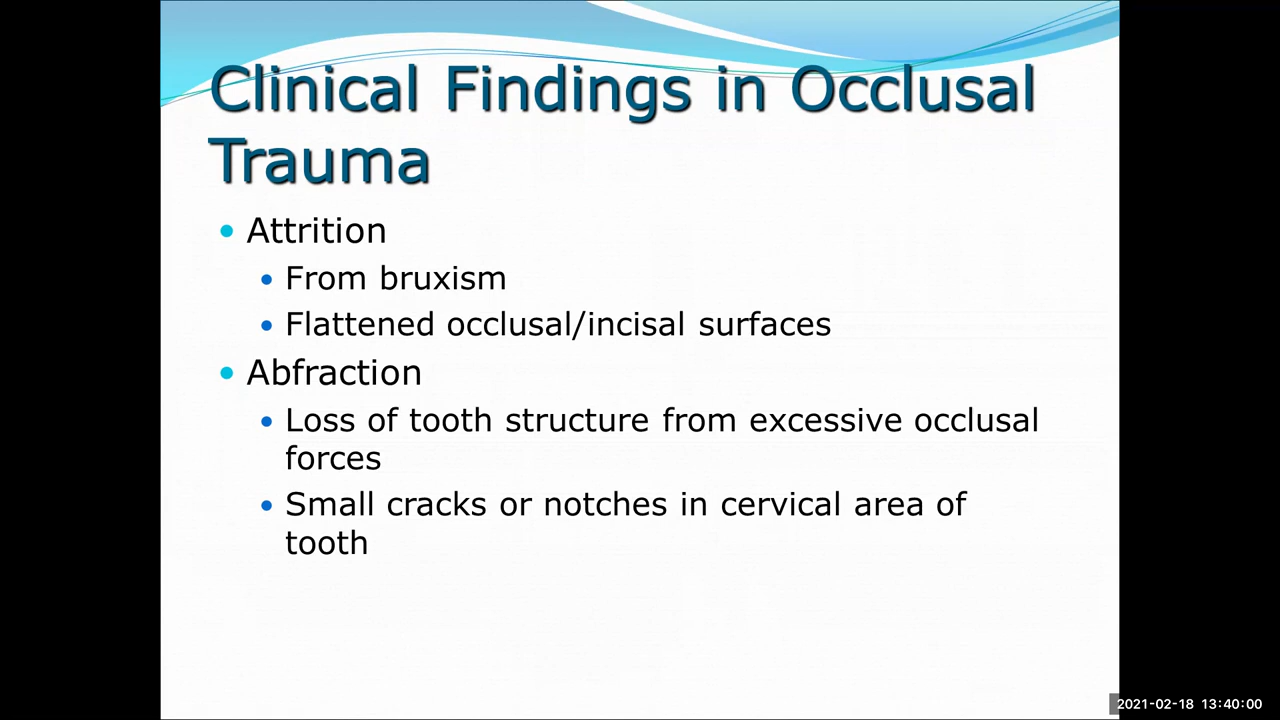 Clinical Findings in Occlusal
Trauma
• Attrition
• From bruxism
• Flattened occlusal/incisal surfaces
• Abfraction
• Loss of tooth structure from excessive occlusal
forces
• Small cracks or notches in cervical area of
tooth
2021-02-18 13:40:00